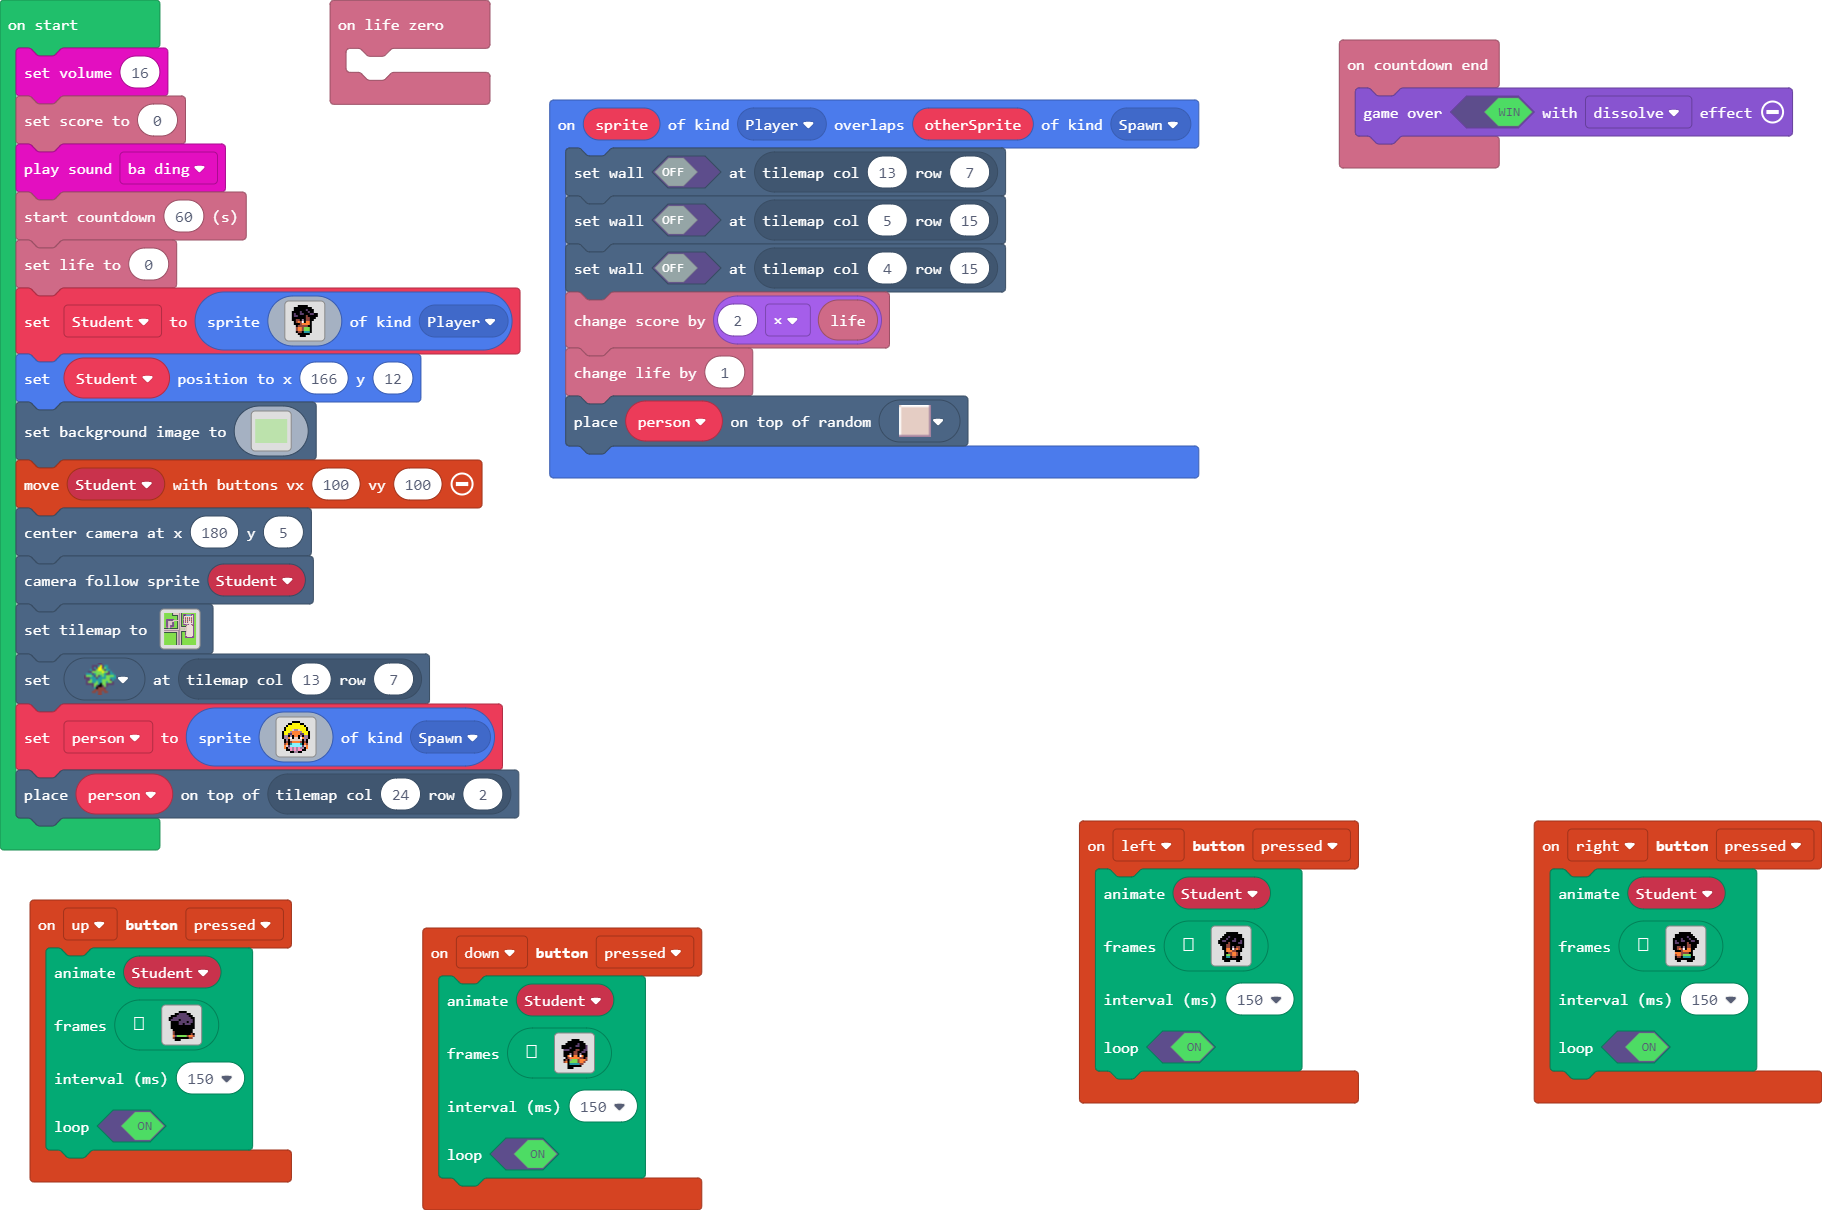 on start
set volume 16
set score to 0
play sound ba ding
start countdown 60 (s)
set life to 0
set Student to sprite of kind Player
set Student position to x 166 y 12
set background image to
move Student with buttons vx 100 vy 100
center camera at x 180 y 5
camera follow sprite Student
set tilemap to
set at tilemap col 13 row 7
set person to sprite of kind Spawn
place person on top of tilemap col 24 row 2
on life zero
on sprite of kind Player overlaps otherSprite of kind Spawn
set wall OFF at tilemap col 13 row 7
set wall OFF at tilemap col 5 row 15
set wall OFF at tilemap col 4 row 15
change score by 2 x life
change life by 1
place person on top of random
on countdown end
game over WIN with dissolve effect
on up button pressed
animate Student
frames
interval (ms) 150
loop ON
on down button pressed
animate Student
frames
interval (ms) 150
loop ON
on left button pressed
animate Student
frames
interval (ms) 150
loop ON
on right button pressed
animate Student
frames
interval (ms) 150
loop ON